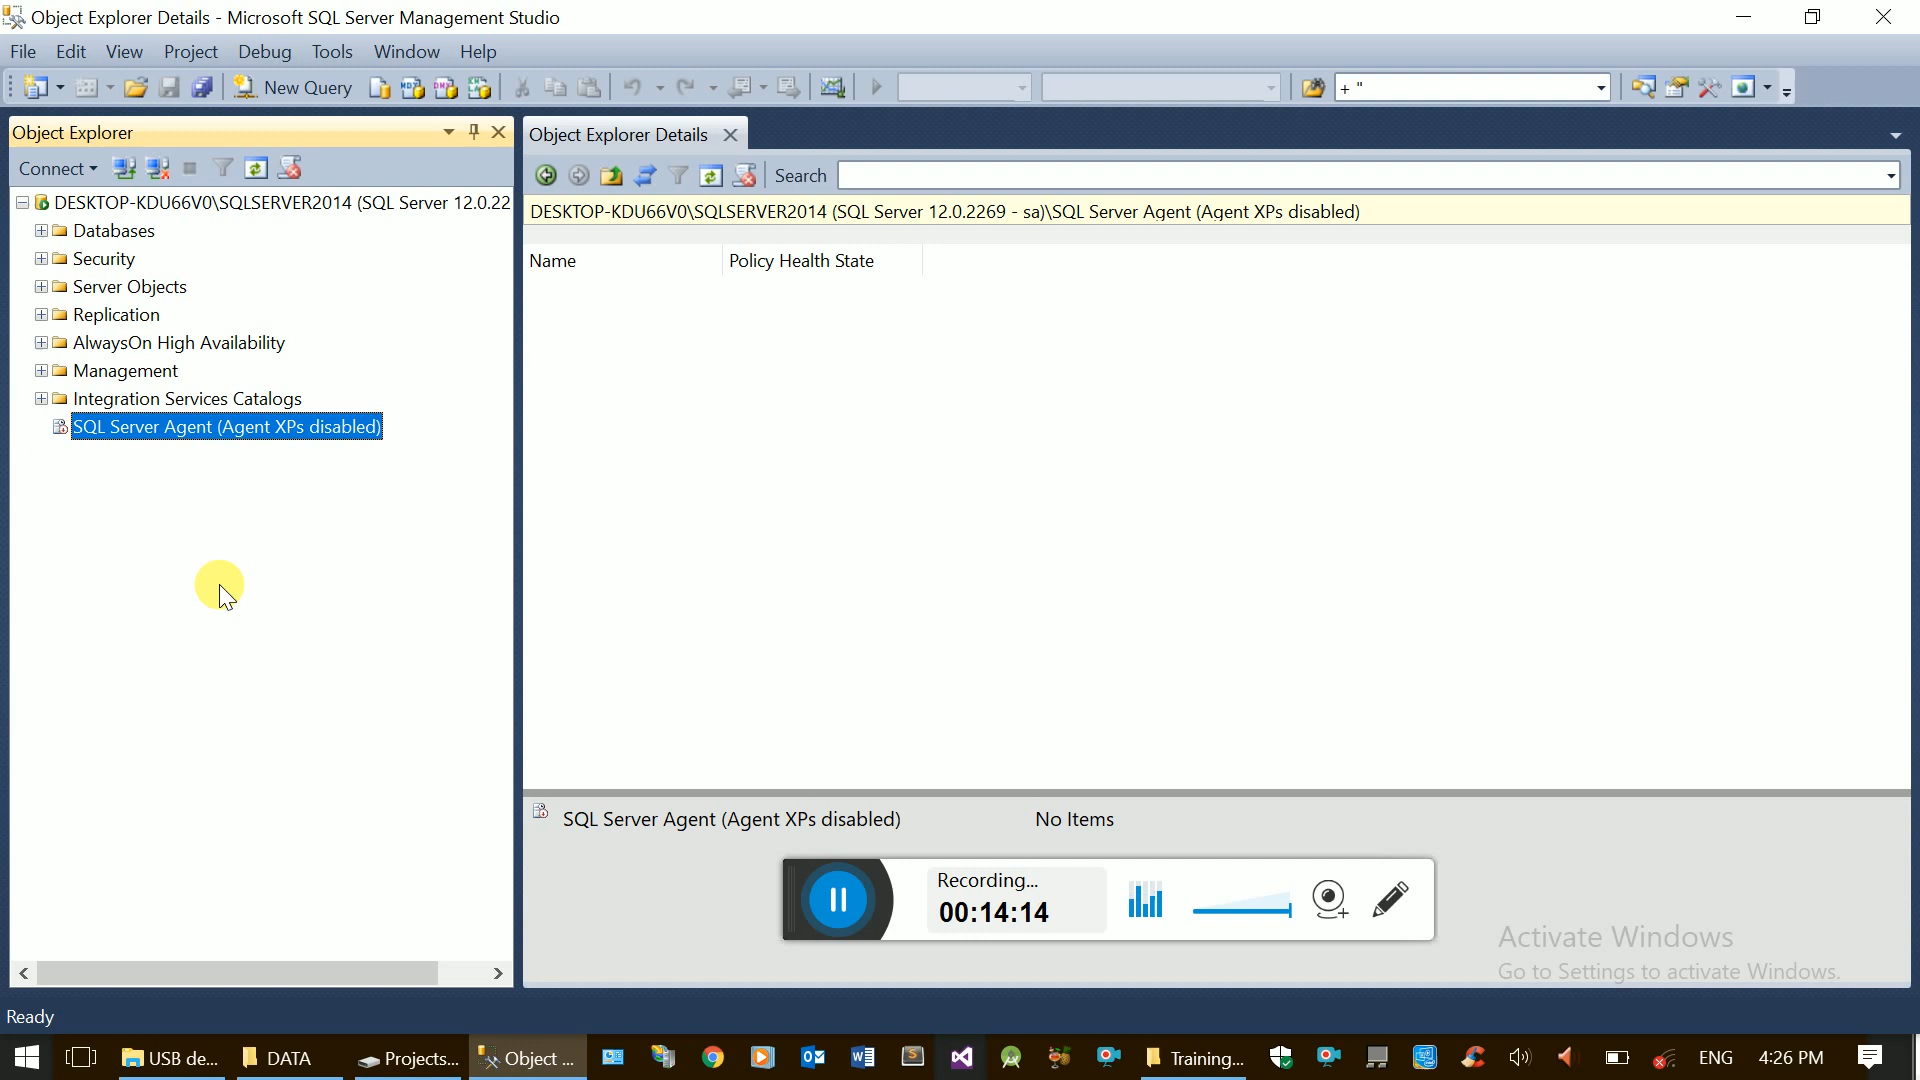 Object Explorer Details - Microsoft SQL Server Management Studio
File Edit View Project Debug Tools Window Help
New Query + "
Object Explorer
Connect
DESKTOP-KDU66V0\SQLSERVER2014 (SQL Server 12.0.22
Databases
Security
Server Objects
Replication
AlwaysOn High Availability
Management
Integration Services Catalogs
SQL Server Agent (Agent XPs disabled)
Object Explorer Details
Search
DESKTOP-KDU66V0\SQLSERVER2014 (SQL Server 12.0.2269 - sa)\SQL Server Agent (Agent XPs disabled)
Name Policy Health State
SQL Server Agent (Agent XPs disabled) No Items
Recording...
00:14:14
Activate Windows
Go to Settings to activate Windows.
Ready
USB de... DATA Projects... Object ... Training... ENG 4:26 PM